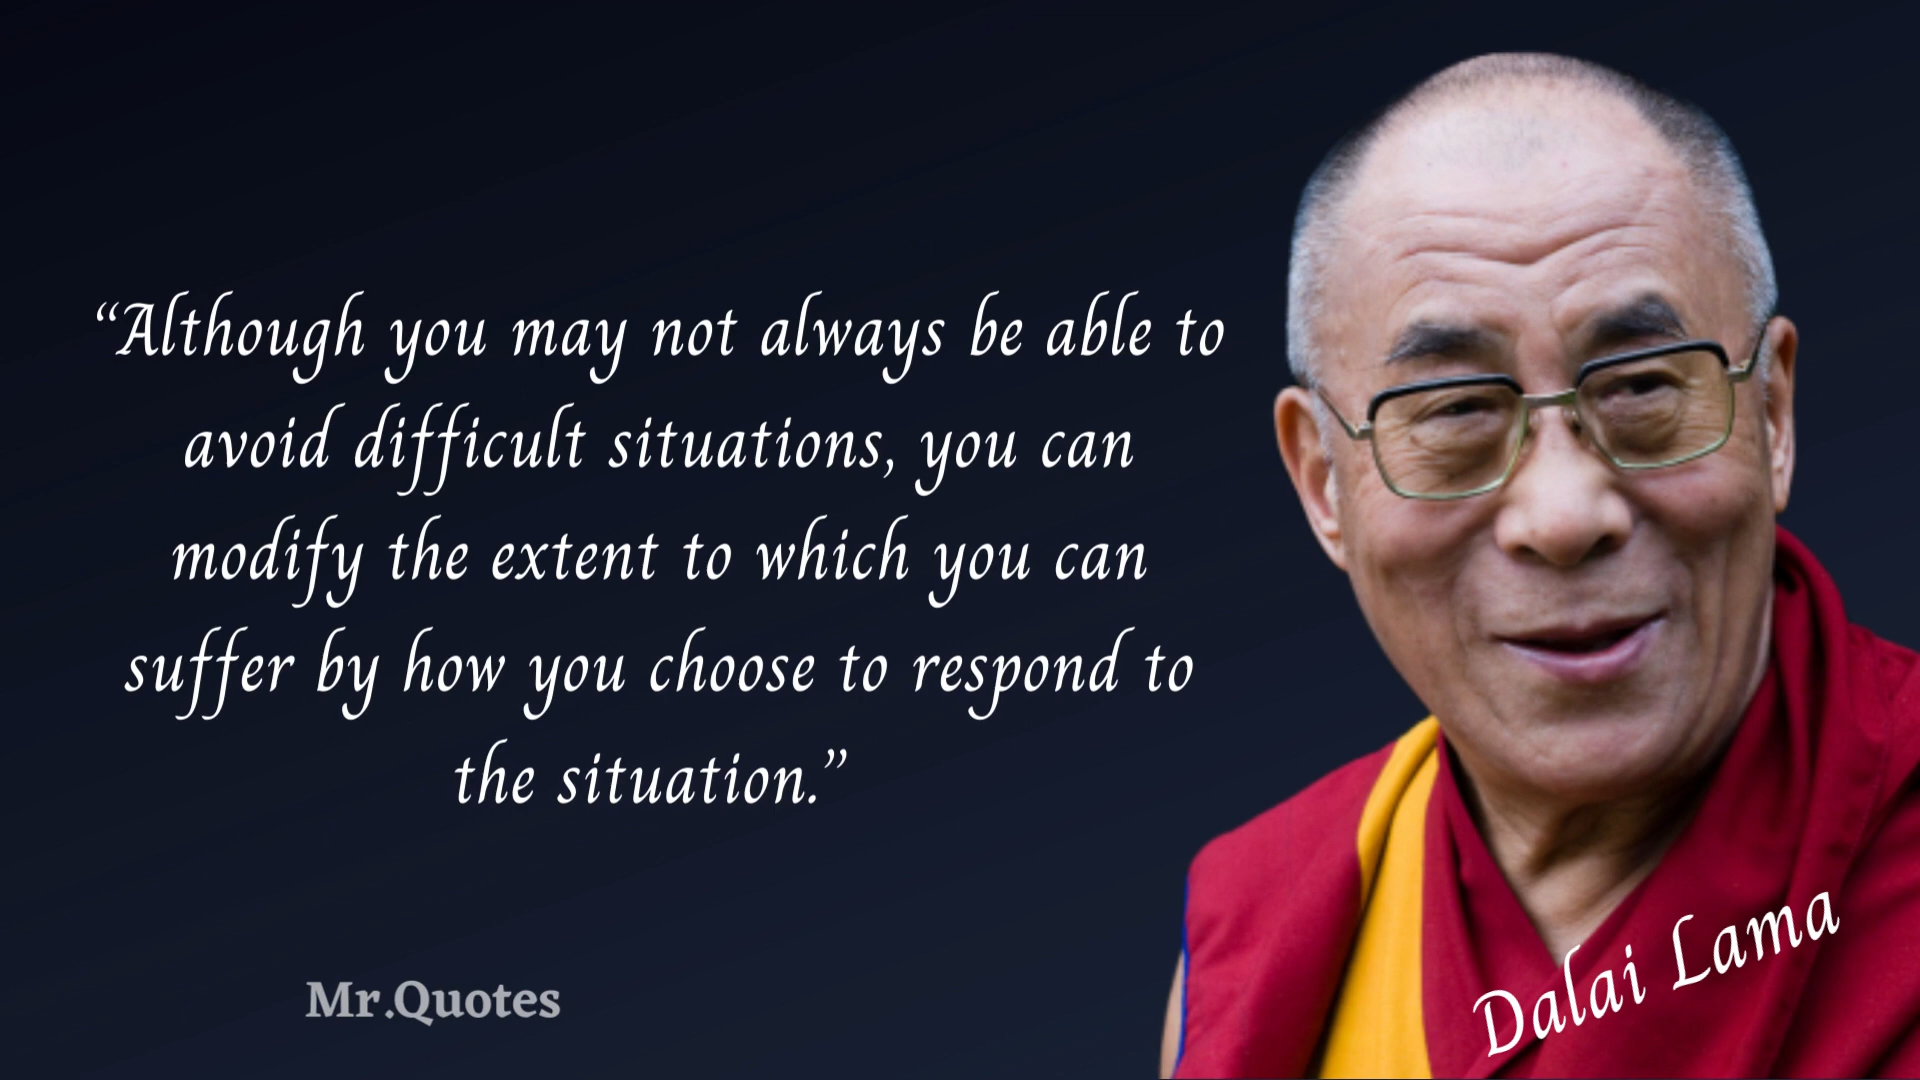 “Although you may not always be able to
avoid difficult situations, you can
modify the extent to which you can
suffer by how you choose to respond to
the situation.”
Mr.Quotes
Dalai Lama